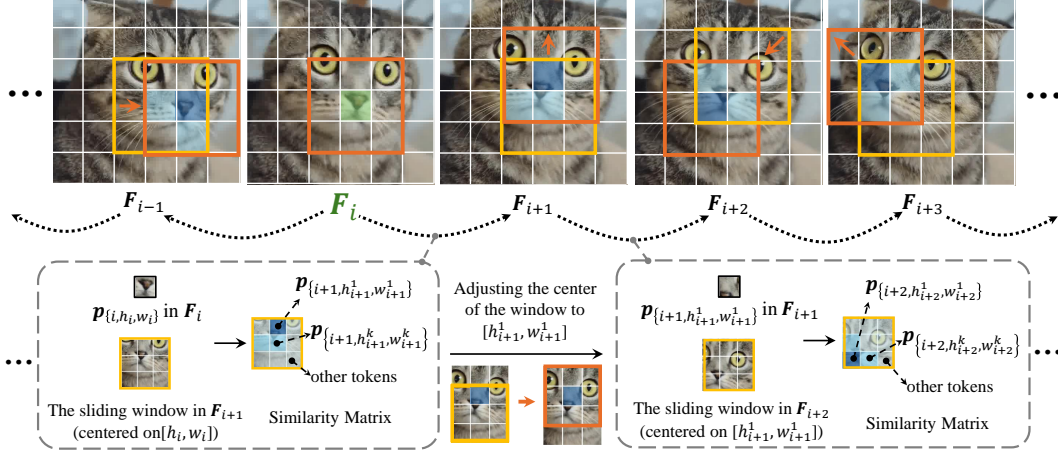 ... ...
F_{i−1} F_i F_{i+1} F_{i+2} F_{i+3}
p_{\{i,h_i,w_i\}} in F_i
p_{\{i+1,h^1_{i+1},w^1_{i+1}\}}
p_{\{i+1,h^k_{i+1},w^k_{i+1}\}}
other tokens
The sliding window in F_{i+1}
(centered on[h_i, w_i])
Similarity Matrix
Adjusting the center
of the window to
[h^1_{i+1}, w^1_{i+1}]
p_{\{i+1,h^1_{i+1},w^1_{i+1}\}} in F_{i+1}
p_{\{i+2,h^1_{i+2},w^1_{i+2}\}}
p_{\{i+2,h^k_{i+2},w^k_{i+2}\}}
other tokens
The sliding window in F_{i+2}
(centered on [h^1_{i+1}, w^1_{i+1}])
Similarity Matrix
... ...